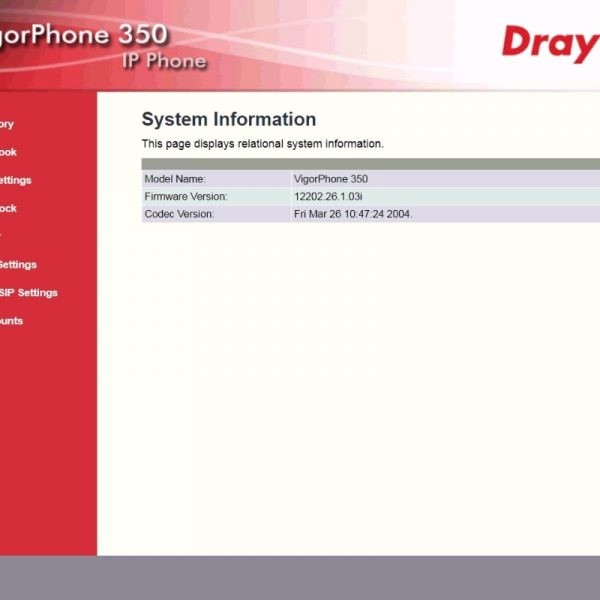 gorPhone 350
IP Phone
Dray
ory
ook
ettings
ock
Settings
SIP Settings
unts
System Information
This page displays relational system information.
Model Name: VigorPhone 350
Firmware Version: 12202.26.1.03i
Codec Version: Fri Mar 26 10:47:24 2004.